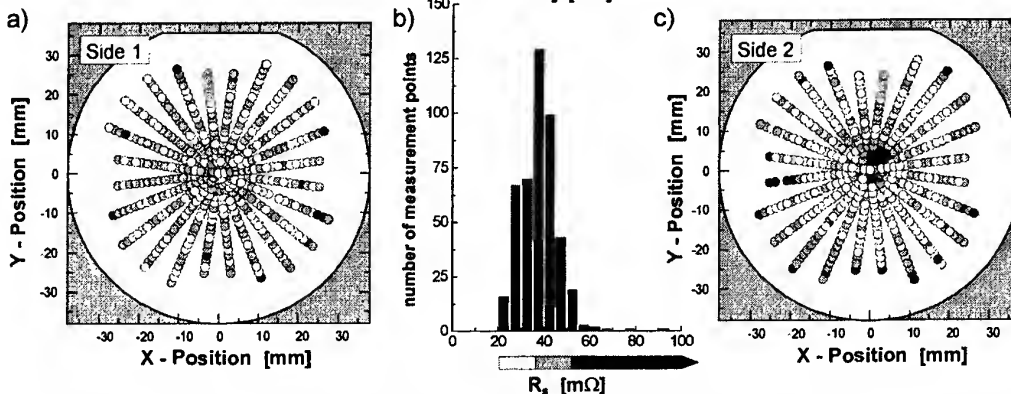 a)
Side 1
Y - Position [mm]
30
20
10
0
-10
-20
-30
-30 -20 -10 0 10 20 30
X - Position [mm]
b)
number of measurement points
150
125
100
75
50
25
0
0 20 40 60 80 100
R_s [mΩ]
c)
Side 2
Y - Position [mm]
30
20
10
0
-10
-20
-30
-30 -20 -10 0 10 20 30
X - Position [mm]